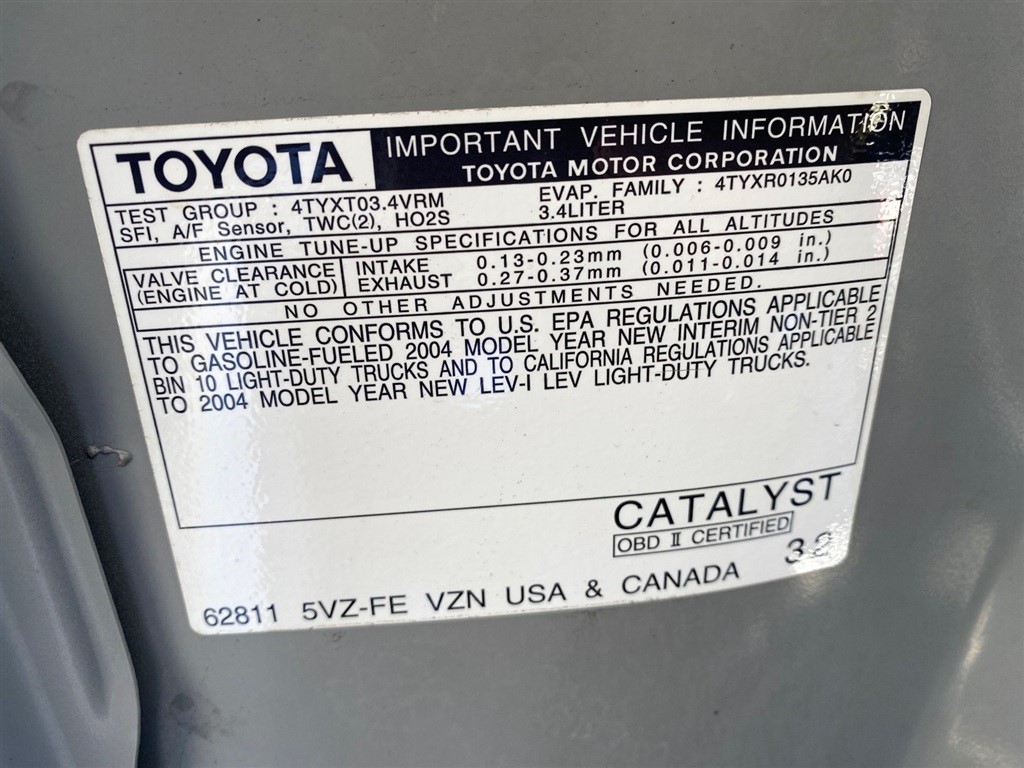 TOYOTA
IMPORTANT VEHICLE INFORMATION
TOYOTA MOTOR CORPORATION
TEST GROUP : 4TYXT03.4VRM
EVAP. FAMILY : 4TYXR0135AK0
SFI, A/F Sensor, TWC(2), HO2S
3.4LITER
ENGINE TUNE-UP SPECIFICATIONS FOR ALL ALTITUDES
VALVE CLEARANCE
(ENGINE AT COLD)
INTAKE 0.13-0.23mm (0.006-0.009 in.)
EXHAUST 0.27-0.37mm (0.011-0.014 in.)
NO OTHER ADJUSTMENTS NEEDED.
THIS VEHICLE CONFORMS TO U.S. EPA REGULATIONS APPLICABLE
TO GASOLINE-FUELED 2004 MODEL YEAR NEW INTERIM NON-TIER 2
BIN 10 LIGHT-DUTY TRUCKS AND TO CALIFORNIA REGULATIONS APPLICABLE
TO 2004 MODEL YEAR NEW LEV-I LEV LIGHT-DUTY TRUCKS.
CATALYST
OBD II CERTIFIED
62811 5VZ-FE VZN USA & CANADA 32